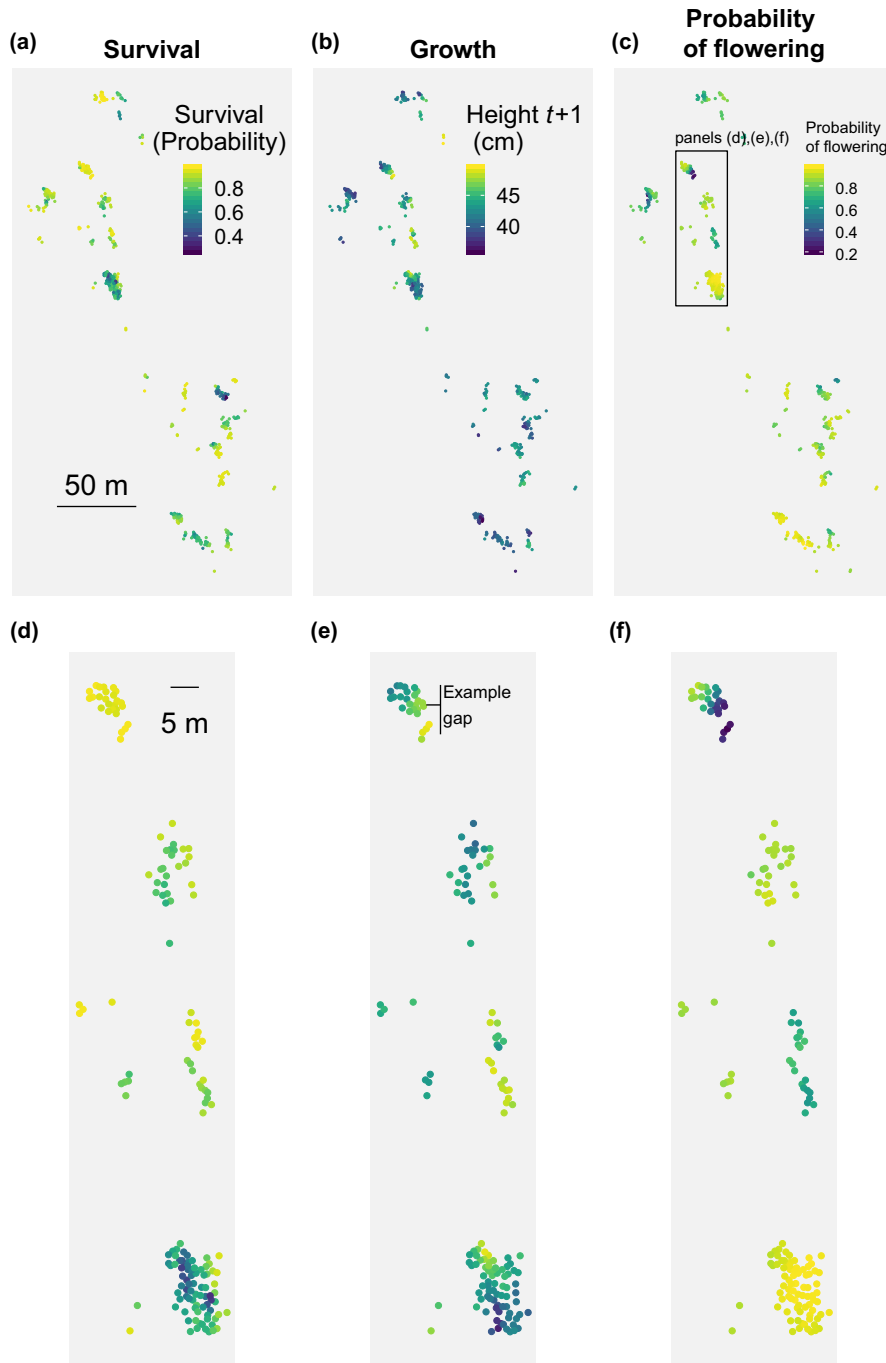 (a)
Survival
(b)
Growth
(c)
Probability
of flowering
Survival
(Probability)
0.8
0.6
0.4
Height t+1
(cm)
45
40
panels (d),(e),(f)
Probability
of flowering
0.8
0.6
0.4
0.2
50 m
(d)
(e)
(f)
5 m
Example
gap